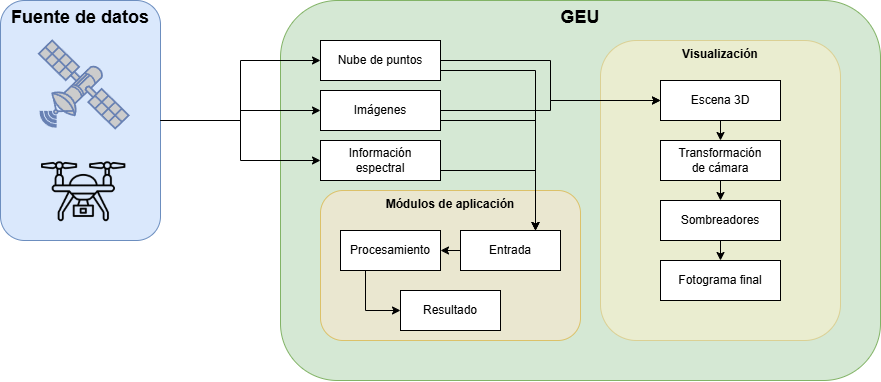 Fuente de datos
GEU
Nube de puntos
Imágenes
Información
espectral
Módulos de aplicación
Procesamiento
Entrada
Resultado
Visualización
Escena 3D
Transformación
de cámara
Sombreadores
Fotograma final